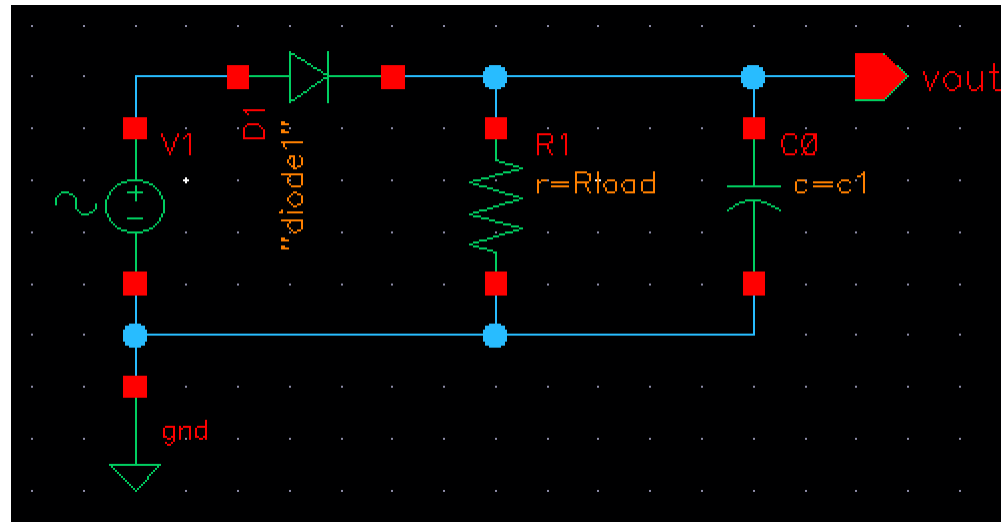 vout
D1
V1
"diode1"
R1
r=Rload
C0
c=c1
gnd